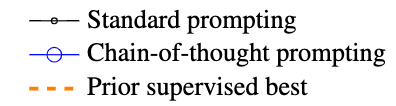 Standard prompting
Chain-of-thought prompting
Prior supervised best